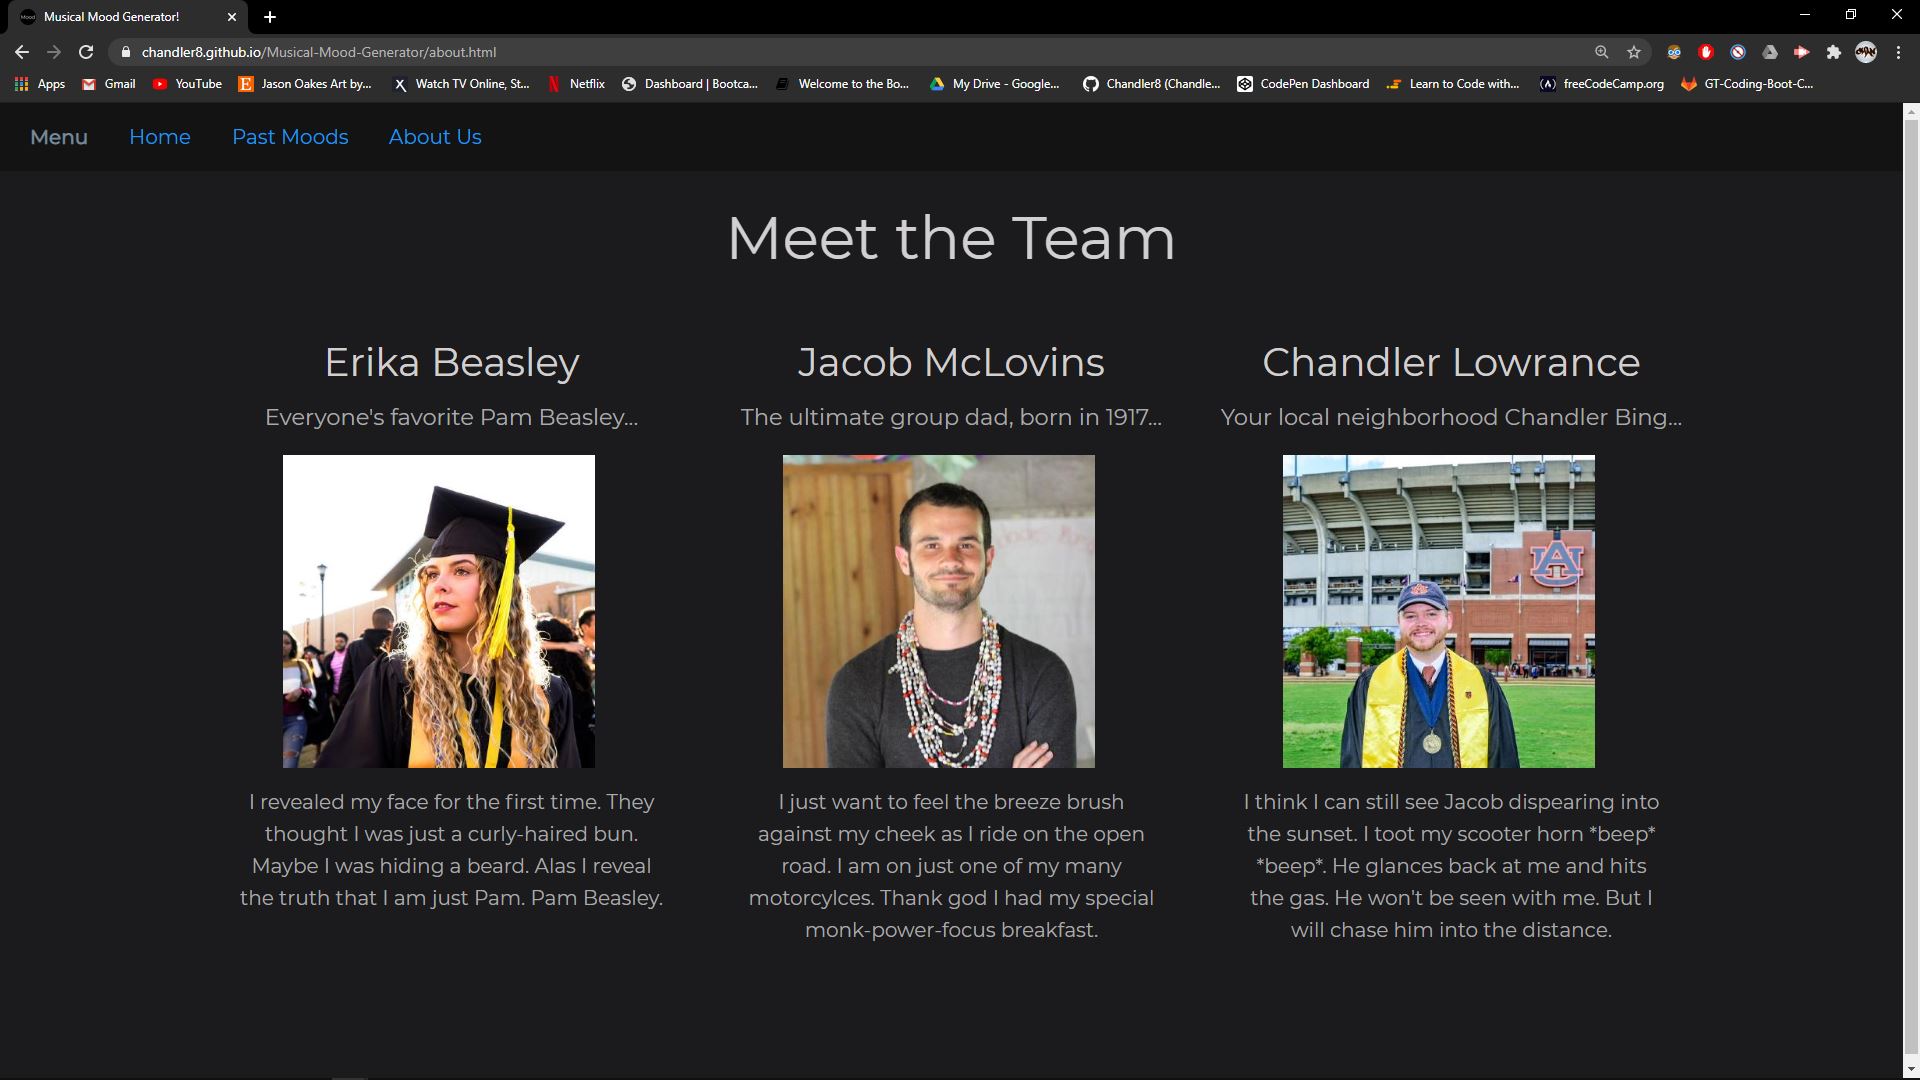 Musical Mood Generator!
chandler8.github.io/Musical-Mood-Generator/about.html
Apps Gmail YouTube Jason Oakes Art by... Watch TV Online, St... Netflix Dashboard | Bootca... Welcome to the Bo... My Drive - Google... Chandler8 (Chandle... CodePen Dashboard Learn to Code with... freeCodeCamp.org GT-Coding-Boot-C...
Menu Home Past Moods About Us
Meet the Team
Erika Beasley
Everyone's favorite Pam Beasley...
I revealed my face for the first time. They
thought I was just a curly-haired bun.
Maybe I was hiding a beard. Alas I reveal
the truth that I am just Pam. Pam Beasley.
Jacob McLovins
The ultimate group dad, born in 1917...
I just want to feel the breeze brush
against my cheek as I ride on the open
road. I am on just one of my many
motorcylces. Thank god I had my special
monk-power-focus breakfast.
Chandler Lowrance
Your local neighborhood Chandler Bing...
AU
I think I can still see Jacob dispearing into
the sunset. I toot my scooter horn *beep*
*beep*. He glances back at me and hits
the gas. He won't be seen with me. But I
will chase him into the distance.